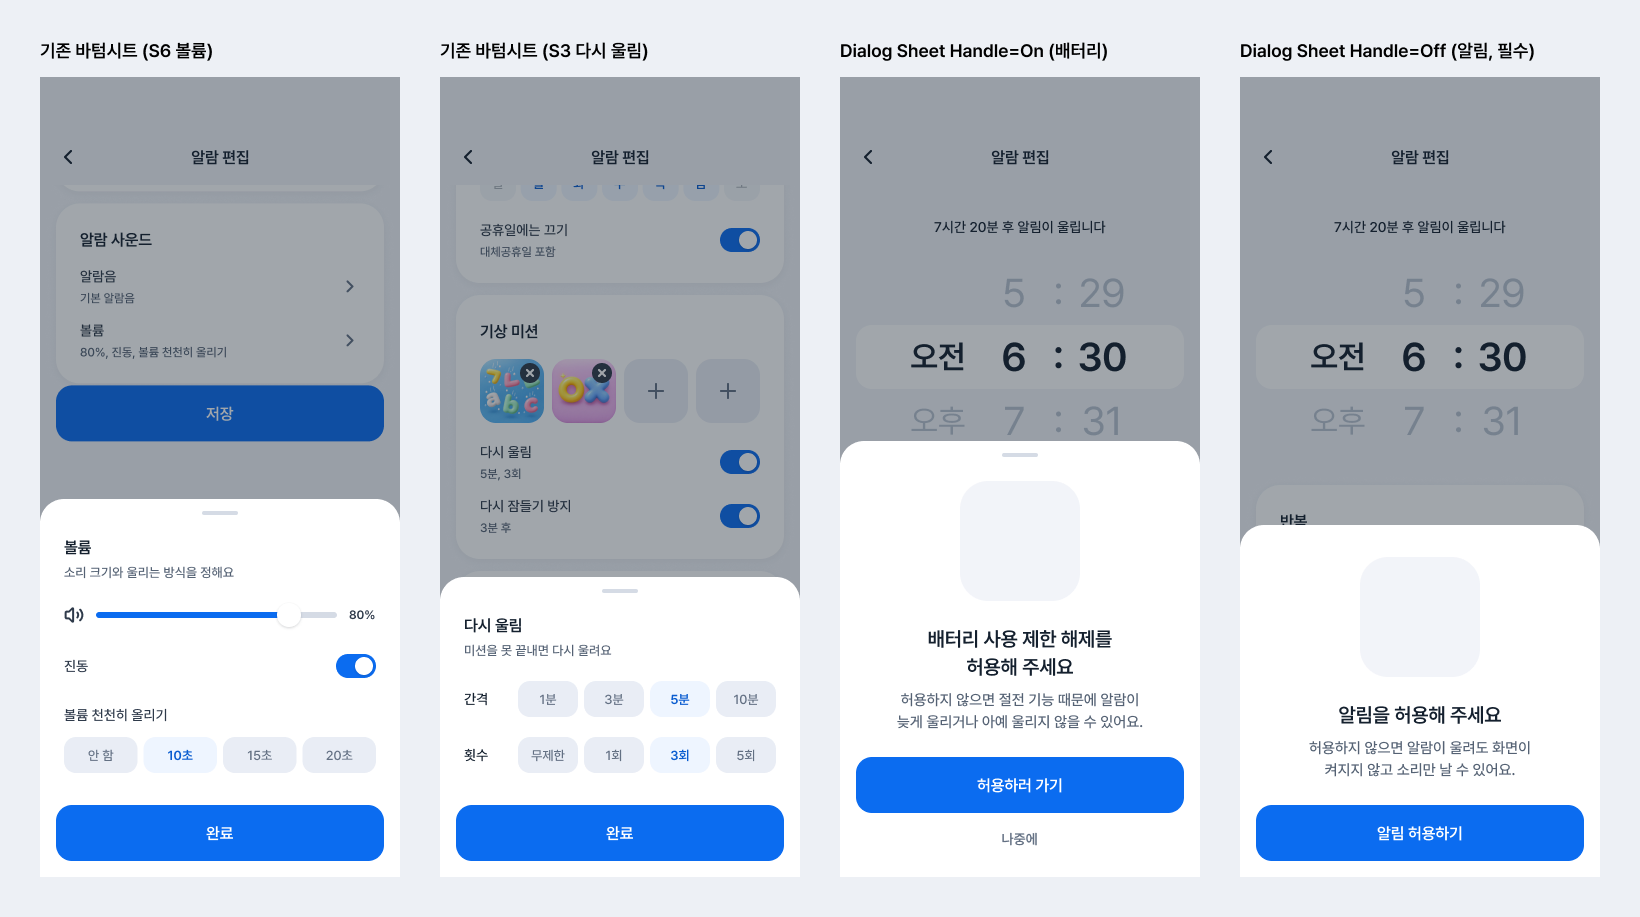 기존 바텀시트 (S6 볼륨)
알람 편집
알람 사운드
알람음
기본 알람음
볼륨
80%, 진동, 볼륨 천천히 올리기
저장
볼륨
소리 크기와 울리는 방식을 정해요
80%
진동
볼륨 천천히 올리기
안 함 10초 15초 20초
완료
기존 바텀시트 (S3 다시 울림)
알람 편집
공휴일에는 끄기
대체공휴일 포함
기상 미션
다시 울림
5분, 3회
다시 잠들기 방지
3분 후
다시 울림
미션을 못 끝내면 다시 울려요
간격 1분 3분 5분 10분
횟수 무제한 1회 3회 5회
완료
Dialog Sheet Handle=On (배터리)
알람 편집
7시간 20분 후 알림이 울립니다
5 : 29
오전 6 : 30
오후 7 : 31
배터리 사용 제한 해제를
허용해 주세요
허용하지 않으면 절전 기능 때문에 알람이
늦게 울리거나 아예 울리지 않을 수 있어요.
허용하러 가기
나중에
Dialog Sheet Handle=Off (알림, 필수)
알람 편집
7시간 20분 후 알림이 울립니다
5 : 29
오전 6 : 30
오후 7 : 31
반복
알림을 허용해 주세요
허용하지 않으면 알람이 울려도 화면이
켜지지 않고 소리만 날 수 있어요.
알림 허용하기